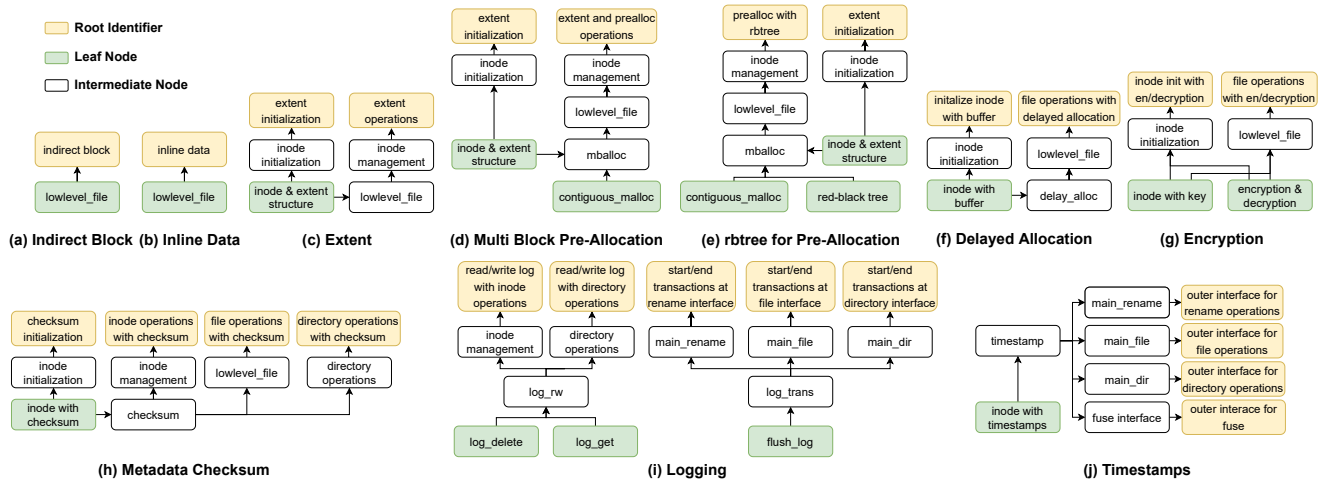 Root Identifier
Leaf Node
Intermediate Node
indirect block
lowlevel_file
(a) Indirect Block
inline data
lowlevel_file
(b) Inline Data
extent
initialization
extent
operations
inode
initialization
inode
management
inode & extent
structure
lowlevel_file
(c) Extent
extent
initialization
extent and prealloc
operations
inode
initialization
inode
management
lowlevel_file
inode & extent
structure
mballoc
contiguous_malloc
(d) Multi Block Pre-Allocation
prealloc with
rbtree
extent
initialization
inode
management
inode
initialization
lowlevel_file
mballoc
inode & extent
structure
contiguous_malloc
red-black tree
(e) rbtree for Pre-Allocation
initalize inode
with buffer
file operations with
delayed allocation
inode
initialization
lowlevel_file
inode with
buffer
delay_alloc
(f) Delayed Allocation
inode init with
en/decryption
file operations
with en/decryption
inode
initialization
lowlevel_file
inode with key
encryption &
decryption
(g) Encryption
checksum
initialization
inode operations
with checksum
file operations
with checksum
directory operations
with checksum
inode
initialization
inode
management
lowlevel_file
directory
operations
inode with
checksum
checksum
(h) Metadata Checksum
read/write log
with inode
operations
read/write log
with directory
operations
start/end
transactions at
rename interface
start/end
transactions at
file interface
start/end
transactions at
directory interface
inode
management
directory
operations
main_rename
main_file
main_dir
log_rw
log_trans
log_delete
log_get
flush_log
(i) Logging
timestamp
inode with
timestamps
main_rename
outer interface for
rename operations
main_file
outer interface for
file operations
main_dir
outer interface for
directory operations
fuse interface
outer interace for
fuse
(j) Timestamps